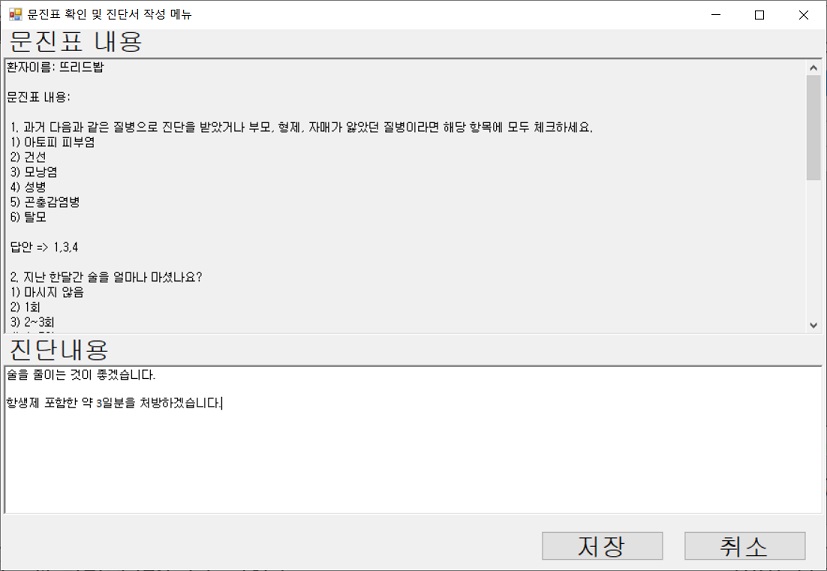 문진표 확인 및 진단서 작성 메뉴
문진표 내용
환자이름: 뜨리드밥
문진표 내용:
1. 과거 다음과 같은 질병으로 진단을 받았거나 부모, 형제, 자매가 앓았던 질병이라면 해당 항목에 모두 체크하세요.
1) 아토피 피부염
2) 건선
3) 모낭염
4) 성병
5) 곤충감염병
6) 탈모
답안 => 1,3,4
2. 지난 한달간 술을 얼마나 마셨나요?
1) 마시지 않음
2) 1회
3) 2~3회
진단내용
술을 줄이는 것이 좋겠습니다.
항생제 포함한 약 3일분을 처방하겠습니다.
저장
취소